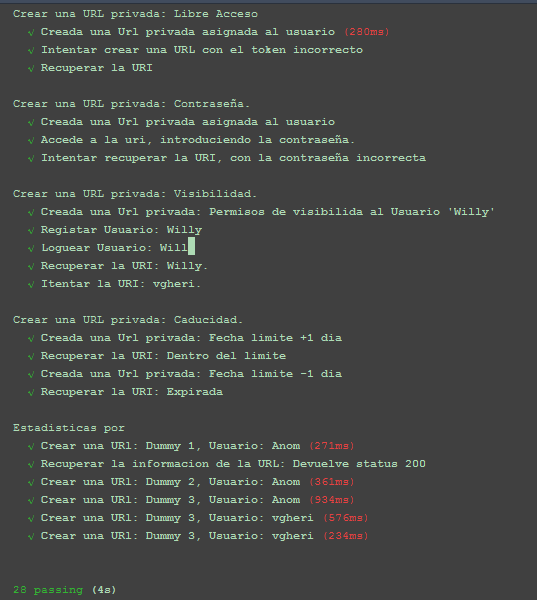 Crear una URL privada: Libre Acceso
√ Creada una Url privada asignada al usuario (280ms)
√ Intentar crear una URL con el token incorrecto
√ Recuperar la URI
Crear una URL privada: Contraseña.
√ Creada una Url privada asignada al usuario
√ Accede a la uri, introduciendo la contraseña.
√ Intentar recuperar la URI, con la contraseña incorrecta
Crear una URL privada: Visibilidad.
√ Creada una Url privada: Permisos de visibilida al Usuario 'Willy'
√ Registar Usuario: Willy
√ Loguear Usuario: Will
√ Recuperar la URI: Willy.
√ Itentar la URI: vgheri.
Crear una URL privada: Caducidad.
√ Creada una Url privada: Fecha limite +1 dia
√ Recuperar la URI: Dentro del limite
√ Creada una Url privada: Fecha limite -1 dia
√ Recuperar la URI: Expirada
Estadisticas por
√ Crear una URl: Dummy 1, Usuario: Anom (271ms)
√ Recuperar la informacion de la URL: Devuelve status 200
√ Crear una URl: Dummy 2, Usuario: Anom (361ms)
√ Crear una URl: Dummy 3, Usuario: Anom (934ms)
√ Crear una URl: Dummy 3, Usuario: vgheri (576ms)
√ Crear una URl: Dummy 3, Usuario: vgheri (234ms)
28 passing (4s)